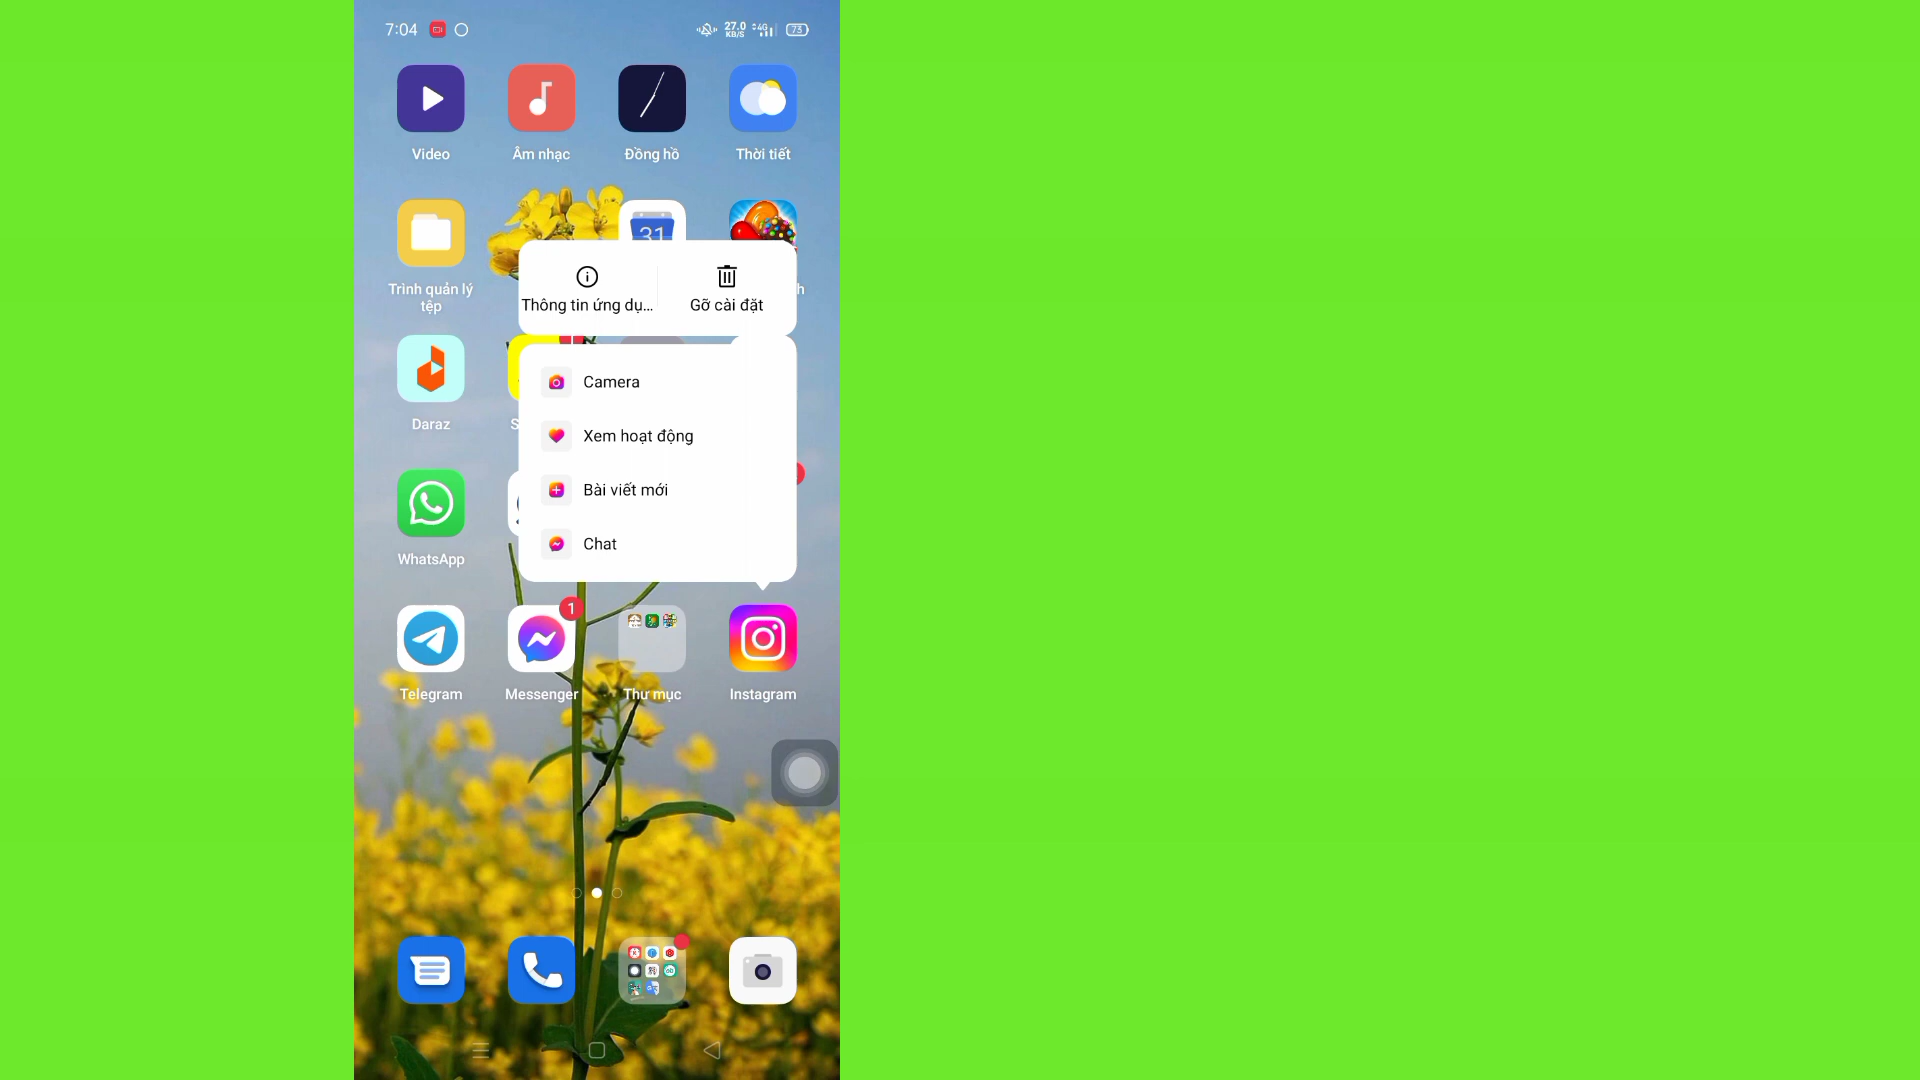 7:04
27.0
KB/S
4G
73
Video
Âm nhạc
Đồng hồ
Thời tiết
31
Thông tin ứng dụ...
Gỡ cài đặt
Trình quản lý
tệp
h
Camera
Daraz
S
Xem hoạt động
Bài viết mới
Chat
WhatsApp
1
Telegram
Messenger
Thư mục
Instagram